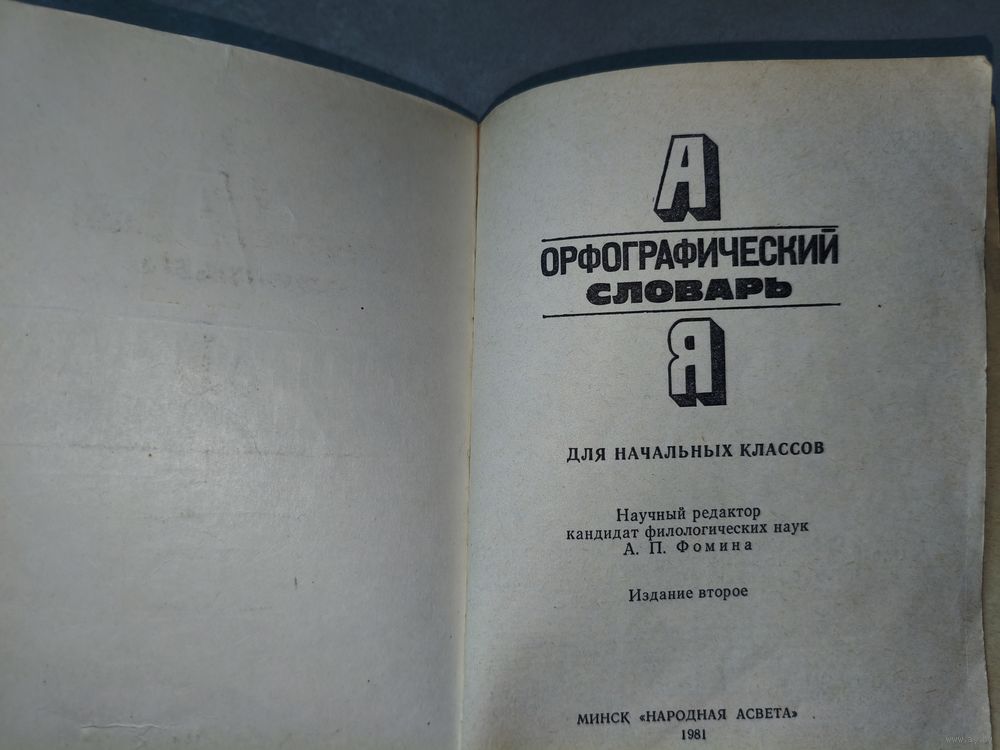 А
ОРФОГРАФИЧЕСКИЙ
СЛОВАРЬ
Я
ДЛЯ НАЧАЛЬНЫХ КЛАССОВ
Научный редактор
кандидат филологических наук
А. П. Фомина
Издание второе
МИНСК «НАРОДНАЯ АСВЕТА»
1981